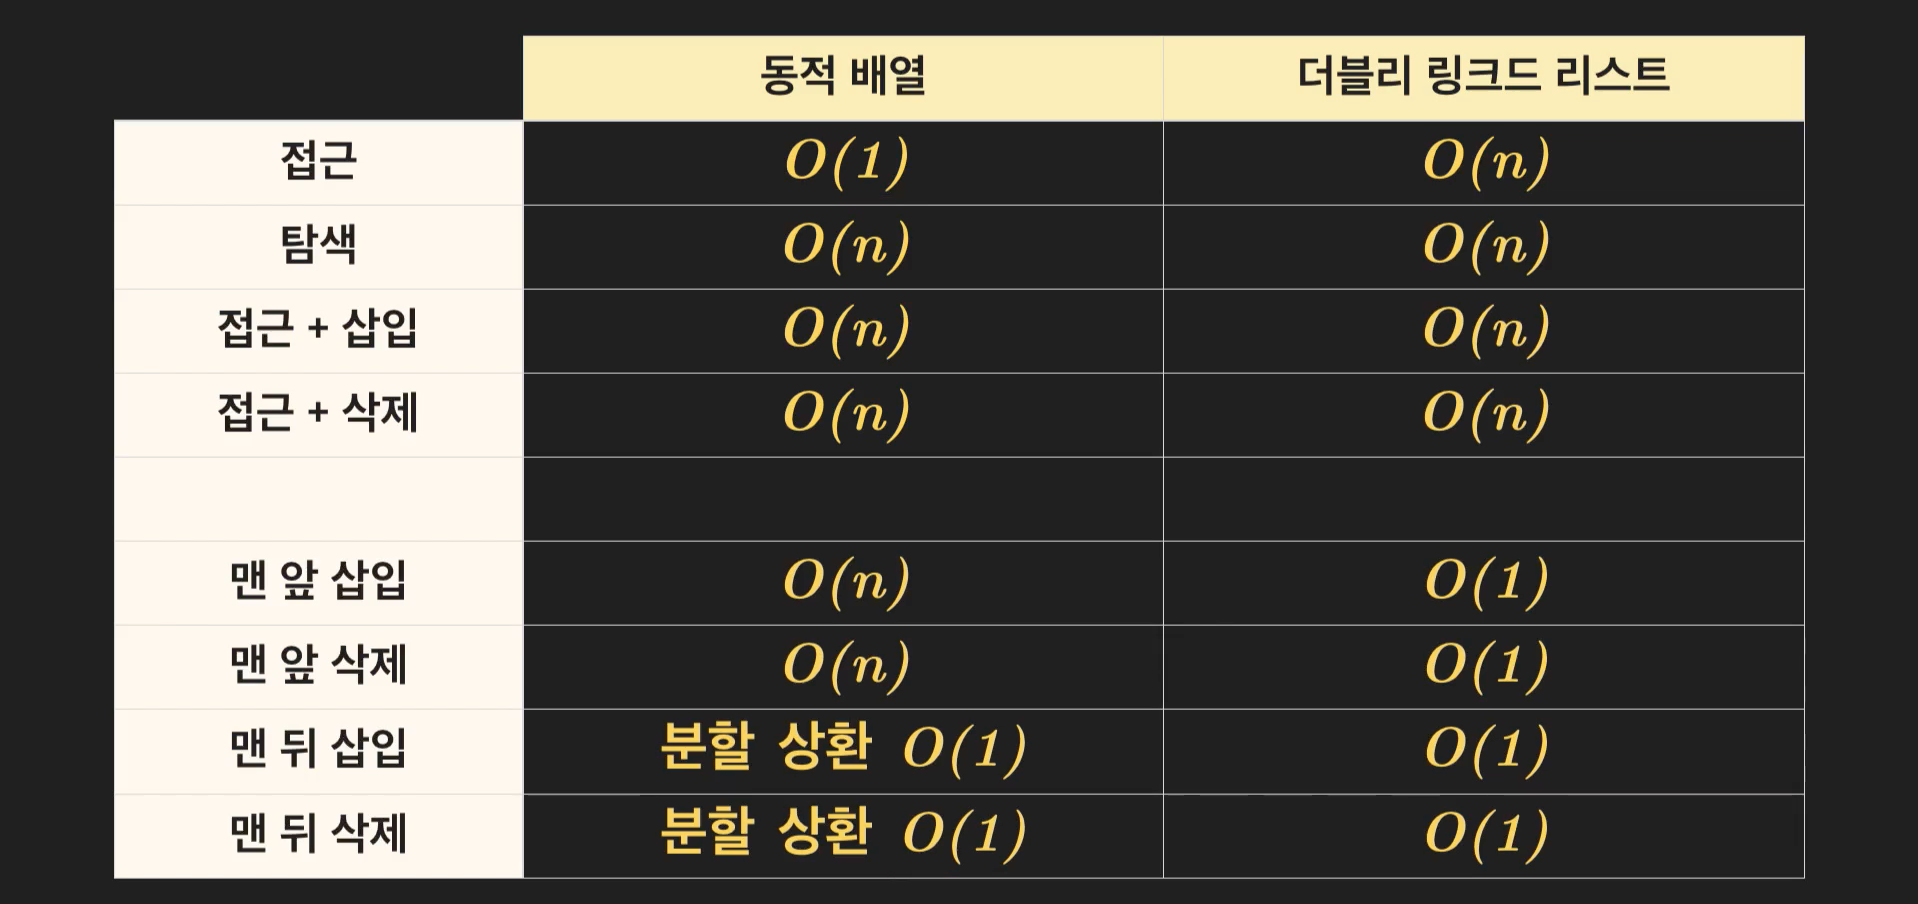 동적 배열 더블리 링크드 리스트
접근 O(1) O(n)
탐색 O(n) O(n)
접근 + 삽입 O(n) O(n)
접근 + 삭제 O(n) O(n)
맨 앞 삽입 O(n) O(1)
맨 앞 삭제 O(n) O(1)
맨 뒤 삽입 분할 상환 O(1) O(1)
맨 뒤 삭제 분할 상환 O(1) O(1)